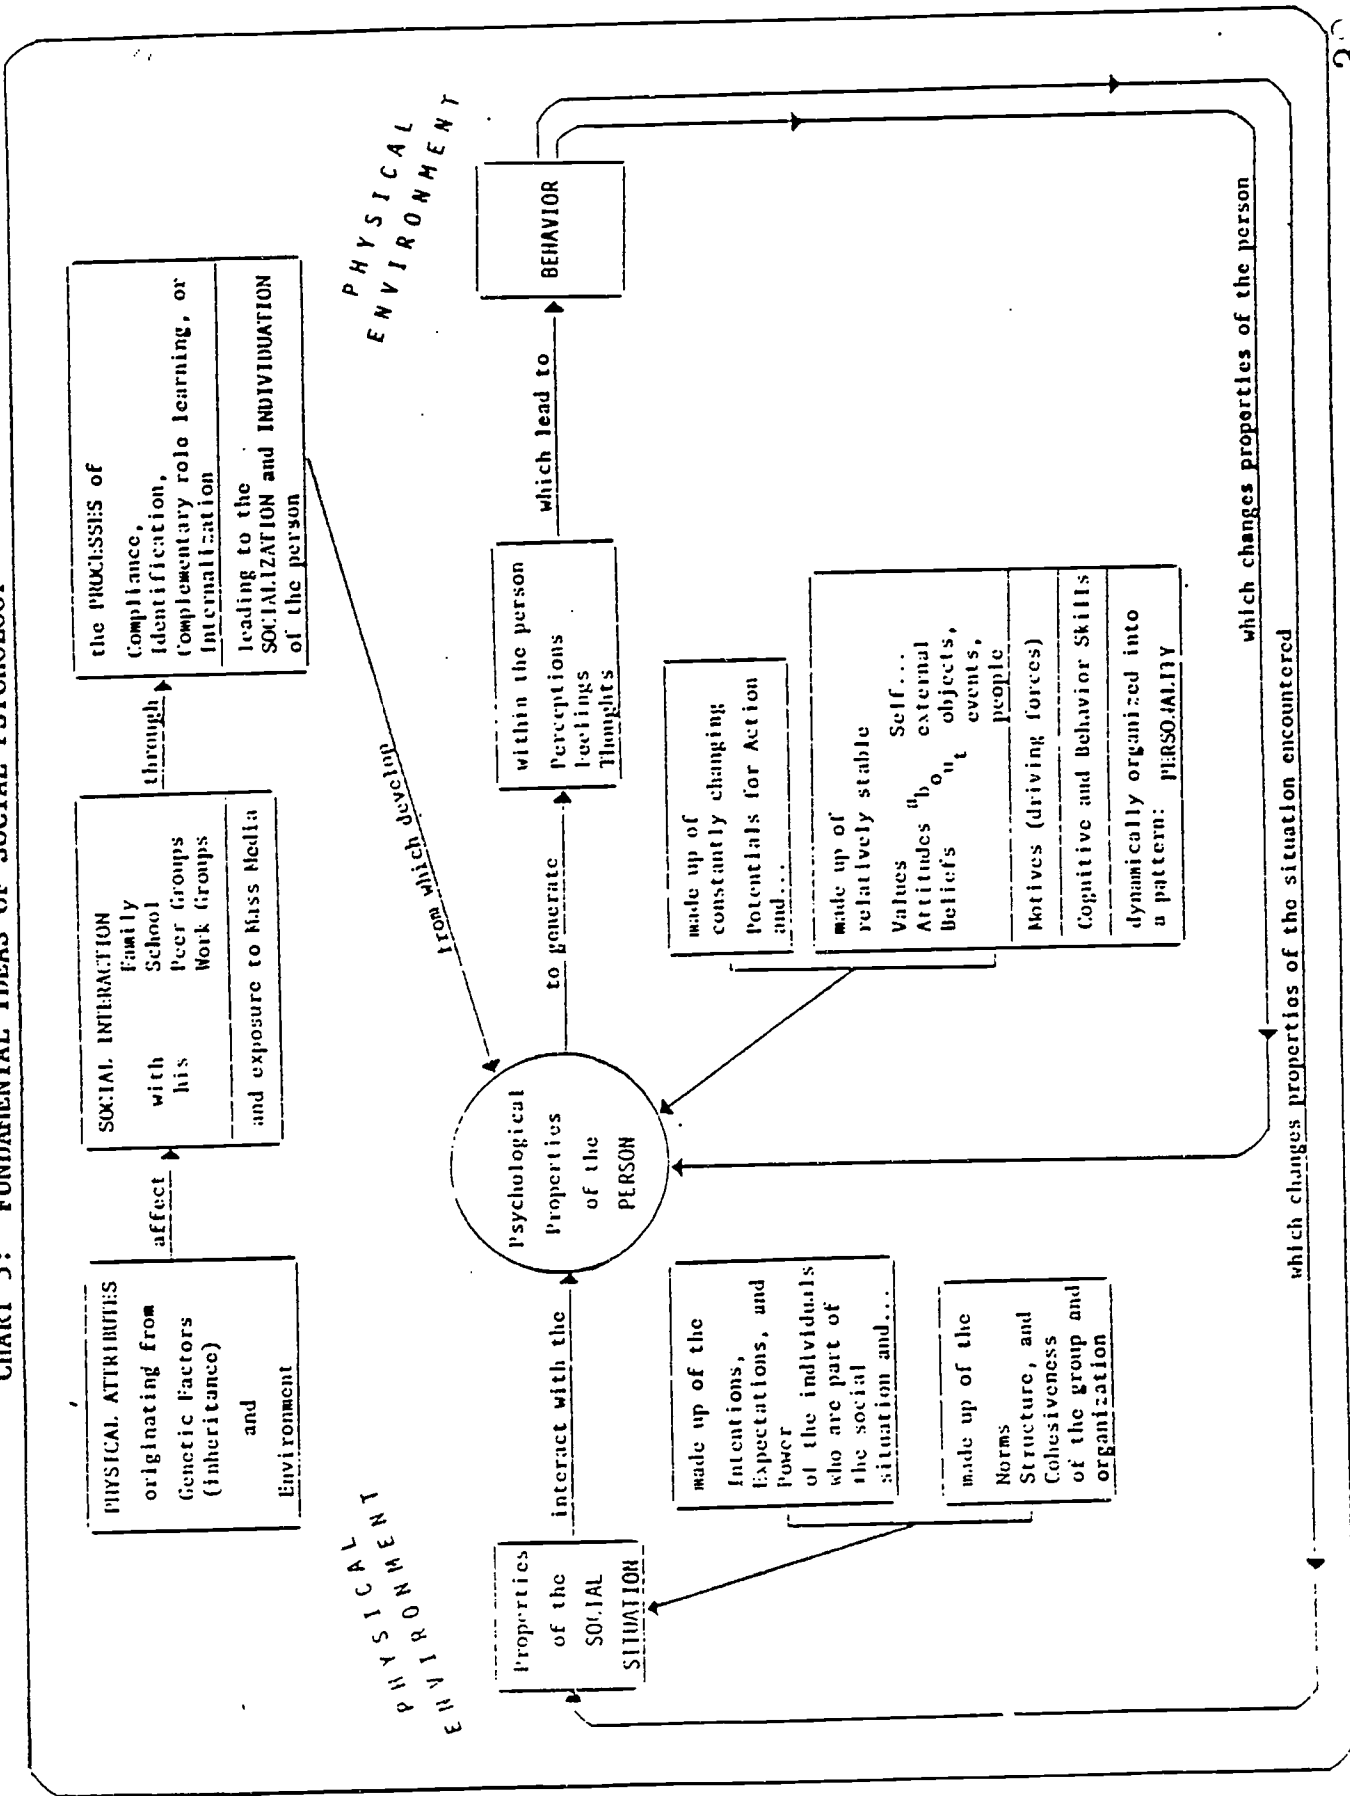 CHART 3: FUNDAMENTAL IDEAS OF SOCIAL PSYCHOLOGY
PHYSICAL ATTRIBUTES
originating from
Genetic Factors
(inheritance)
and
Environment
affect
SOCIAL INTERACTION
with his
Family
School
Peer Groups
Work Groups
and exposure to Mass Media
through
the PROCESSES of
Compliance,
Identification,
Complementary role learning, or
Internalization
leading to the
SOCIALIZATION and INDIVIDUATION
of the person
from which develop
PHYSICAL
ENVIRONMENT
PHYSICAL
ENVIRONMENT
Properties
of the
SOCIAL
SITUATION
interact with the
Psychological
Properties
of the
PERSON
to generate
within the person
Perceptions
Feelings
Thoughts
which lead to
BEHAVIOR
made up of the
Intentions,
Expectations, and
Power
of the individuals
who are part of
the social
situation and...
made up of the
Norms
Structure, and
Cohesiveness
of the group and
organization
made up of
constantly changing
Potentials for Action
and...
made up of
relatively stable
Values
Attitudes
Beliefs
about
Self...
external
objects,
events,
people
Motives (driving forces)
Cognitive and Behavior Skills
dynamically organized into
a pattern: PERSONALITY
which changes properties of the person
which changes properties of the situation encountered